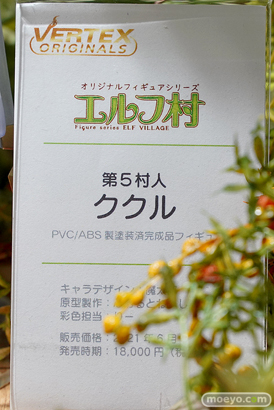 VERTEX
ORIGINALS
オリジナルフィギュアシリーズ
エルフ村
Figure series ELF VILLAGE
第5村人
ククル
PVC/ABS 製塗装済完成品フィギュ
キャラデザイン
原型製作:
彩色担当:
販売価格:
発売時期: 18,000円
moeyo.com